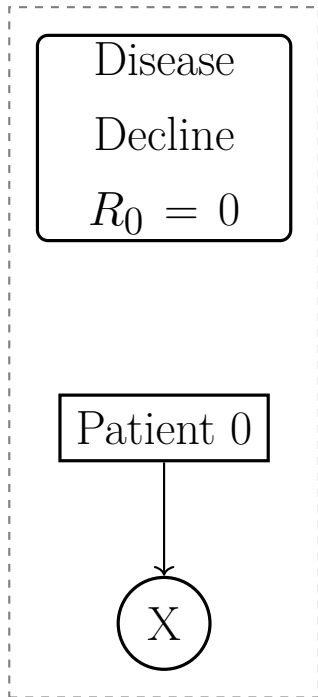 Disease
Decline
R₀ = 0
Patient 0
X